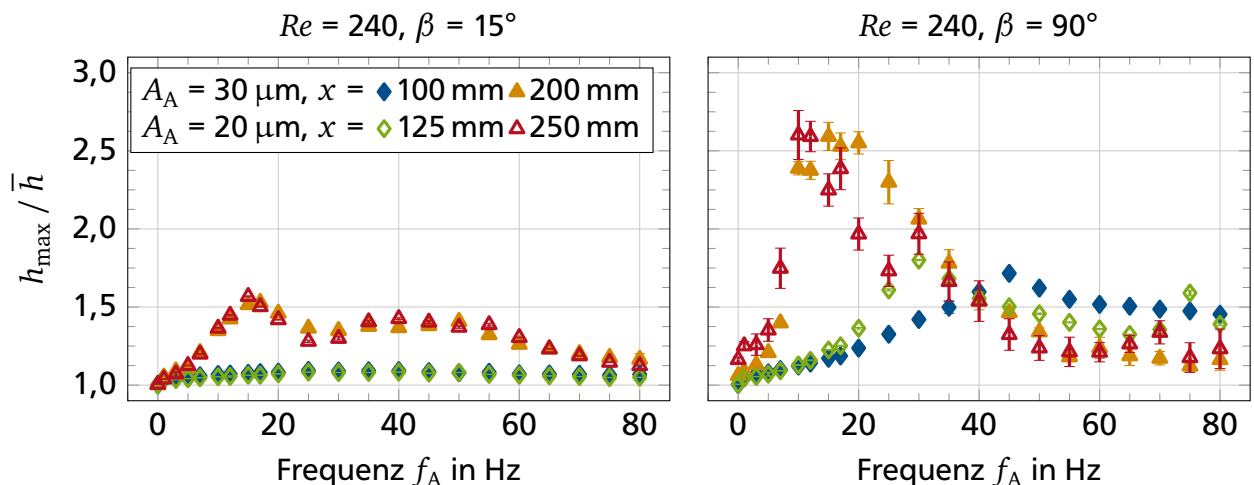 Re = 240, β = 15°
Re = 240, β = 90°
h_max / h̅
3,0
2,5
2,0
1,5
1,0
A_A = 30 μm, x = 100 mm 200 mm
A_A = 20 μm, x = 125 mm 250 mm
0 20 40 60 80
0 20 40 60 80
Frequenz f_A in Hz
Frequenz f_A in Hz